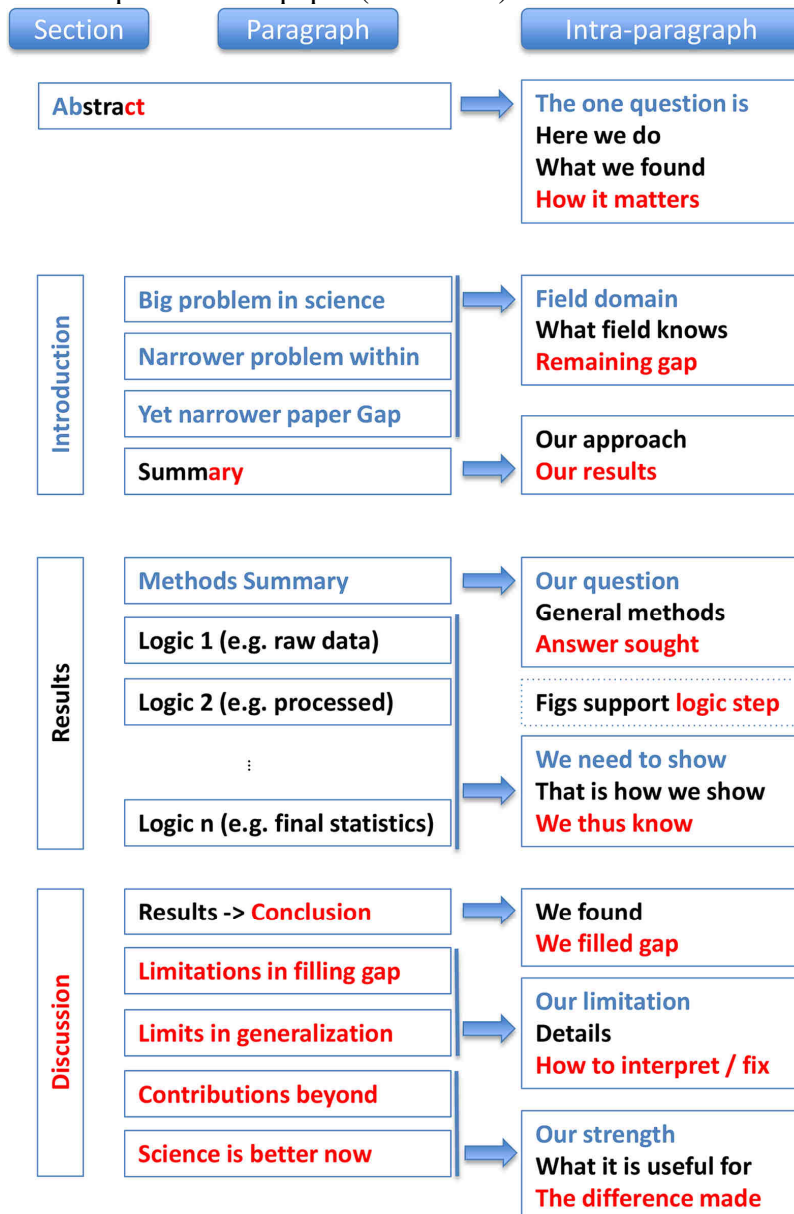 Section
Paragraph
Intra-paragraph
Abstract
The one question is
Here we do
What we found
How it matters
Introduction
Big problem in science
Narrower problem within
Yet narrower paper Gap
Summary
Field domain
What field knows
Remaining gap
Our approach
Our results
Results
Methods Summary
Logic 1 (e.g. raw data)
Logic 2 (e.g. processed)
...
Logic n (e.g. final statistics)
Our question
General methods
Answer sought
Figs support logic step
We need to show
That is how we show
We thus know
Discussion
Results -> Conclusion
Limitations in filling gap
Limits in generalization
Contributions beyond
Science is better now
We found
We filled gap
Our limitation
Details
How to interpret / fix
Our strength
What it is useful for
The difference made